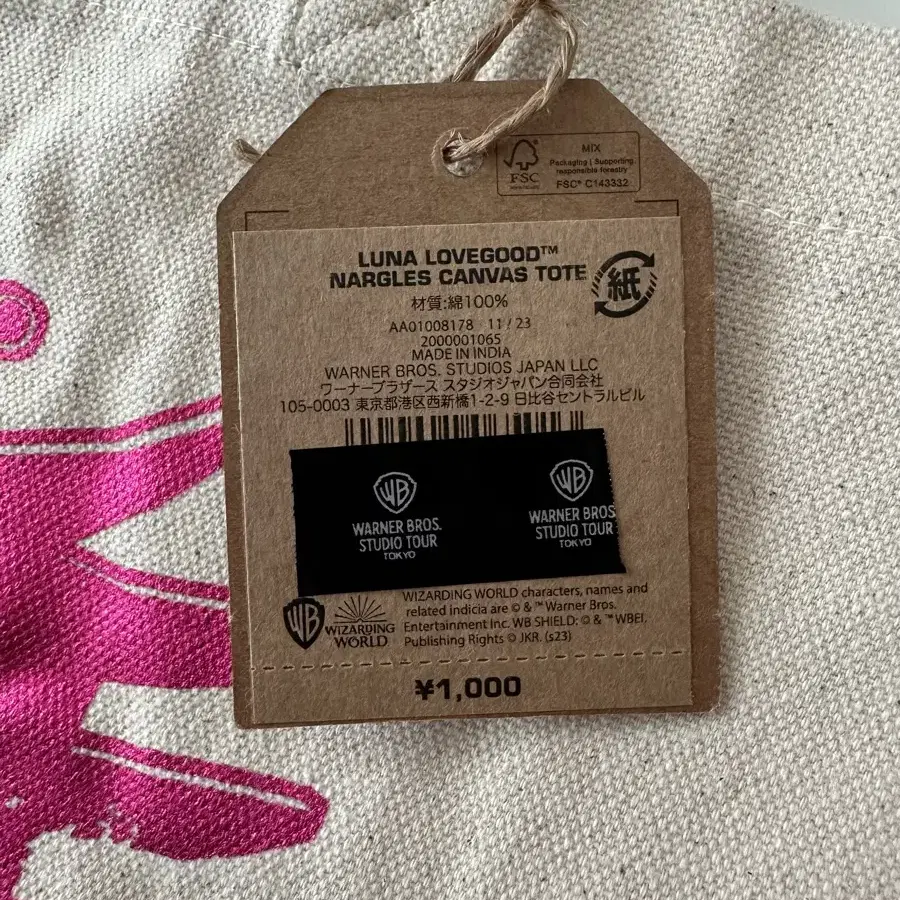 FSC
MIX
Packaging | Supporting
responsible forestry
FSC® C143332
LUNA LOVEGOOD™
NARGLES CANVAS TOTE
紙
材質:綿100%
AA01008178 11/23
2000001065
MADE IN INDIA
WARNER BROS. STUDIOS JAPAN LLC
ワーナーブラザース スタジオジャパン合同会社
105-0003 東京都港区西新橋1-2-9 日比谷セントラルビル
WB
WARNER BROS.
STUDIO TOUR
TOKYO
WB
WARNER BROS.
STUDIO TOUR
TOKYO
WIZARDING WORLD characters, names and
related indicia are © & ™ Warner Bros.
Entertainment Inc. WB SHIELD: © & ™ WBEI.
Publishing Rights © JKR. (s23)
WB
WIZARDING
WORLD
¥1,000